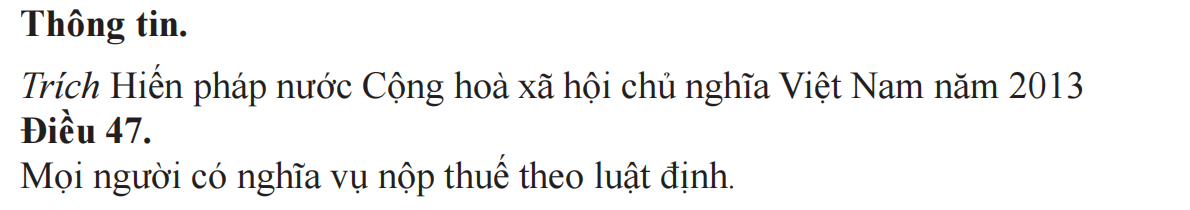 Thông tin.
Trích Hiến pháp nước Cộng hoà xã hội chủ nghĩa Việt Nam năm 2013
Điều 47.
Mọi người có nghĩa vụ nộp thuế theo luật định.